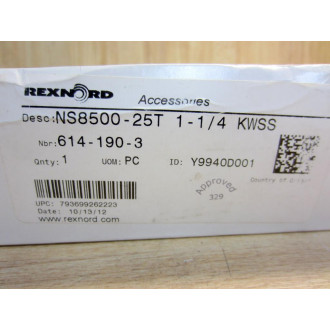 REXNORD
Accessories
Desc: NS8500-25T 1-1/4 KWSS
Nbr: 614-190-3
Qnty: 1 UOM: PC ID: Y9940D001
Approved
329
UPC: 793699262223
Date: 10/13/12
www.rexnord.com